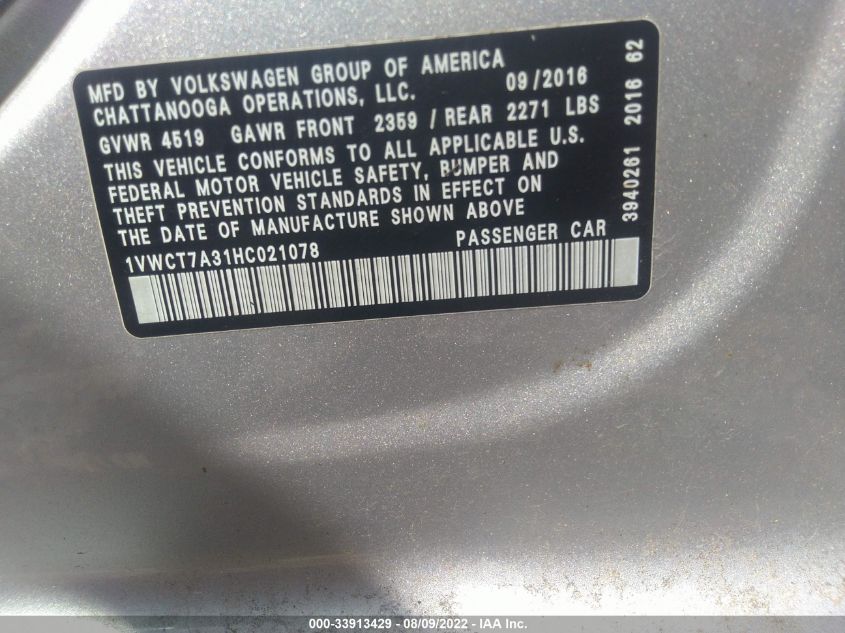 MFD BY VOLKSWAGEN GROUP OF AMERICA
CHATTANOOGA OPERATIONS, LLC. 09/2016
GVWR 4519 GAWR FRONT 2359 / REAR 2271 LBS
THIS VEHICLE CONFORMS TO ALL APPLICABLE U.S.
FEDERAL MOTOR VEHICLE SAFETY, BUMPER AND
THEFT PREVENTION STANDARDS IN EFFECT ON
THE DATE OF MANUFACTURE SHOWN ABOVE
1VWCT7A31HC021078 PASSENGER CAR
3940261 2016 62
000-33913429 - 08/09/2022 - IAA Inc.